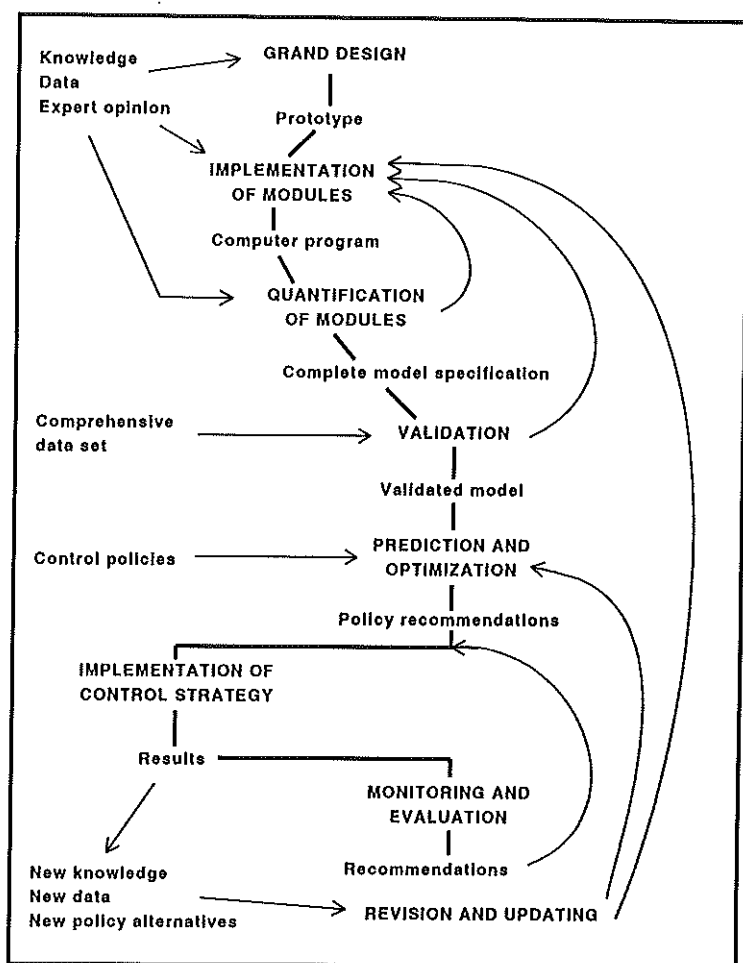 Knowledge
Data
Expert opinion
GRAND DESIGN
Prototype
IMPLEMENTATION
OF MODULES
Computer program
QUANTIFICATION
OF MODULES
Complete model specification
Comprehensive
data set
VALIDATION
Validated model
Control policies
PREDICTION AND
OPTIMIZATION
Policy recommendations
IMPLEMENTATION OF
CONTROL STRATEGY
Results
MONITORING AND
EVALUATION
Recommendations
New knowledge
New data
New policy alternatives
REVISION AND UPDATING